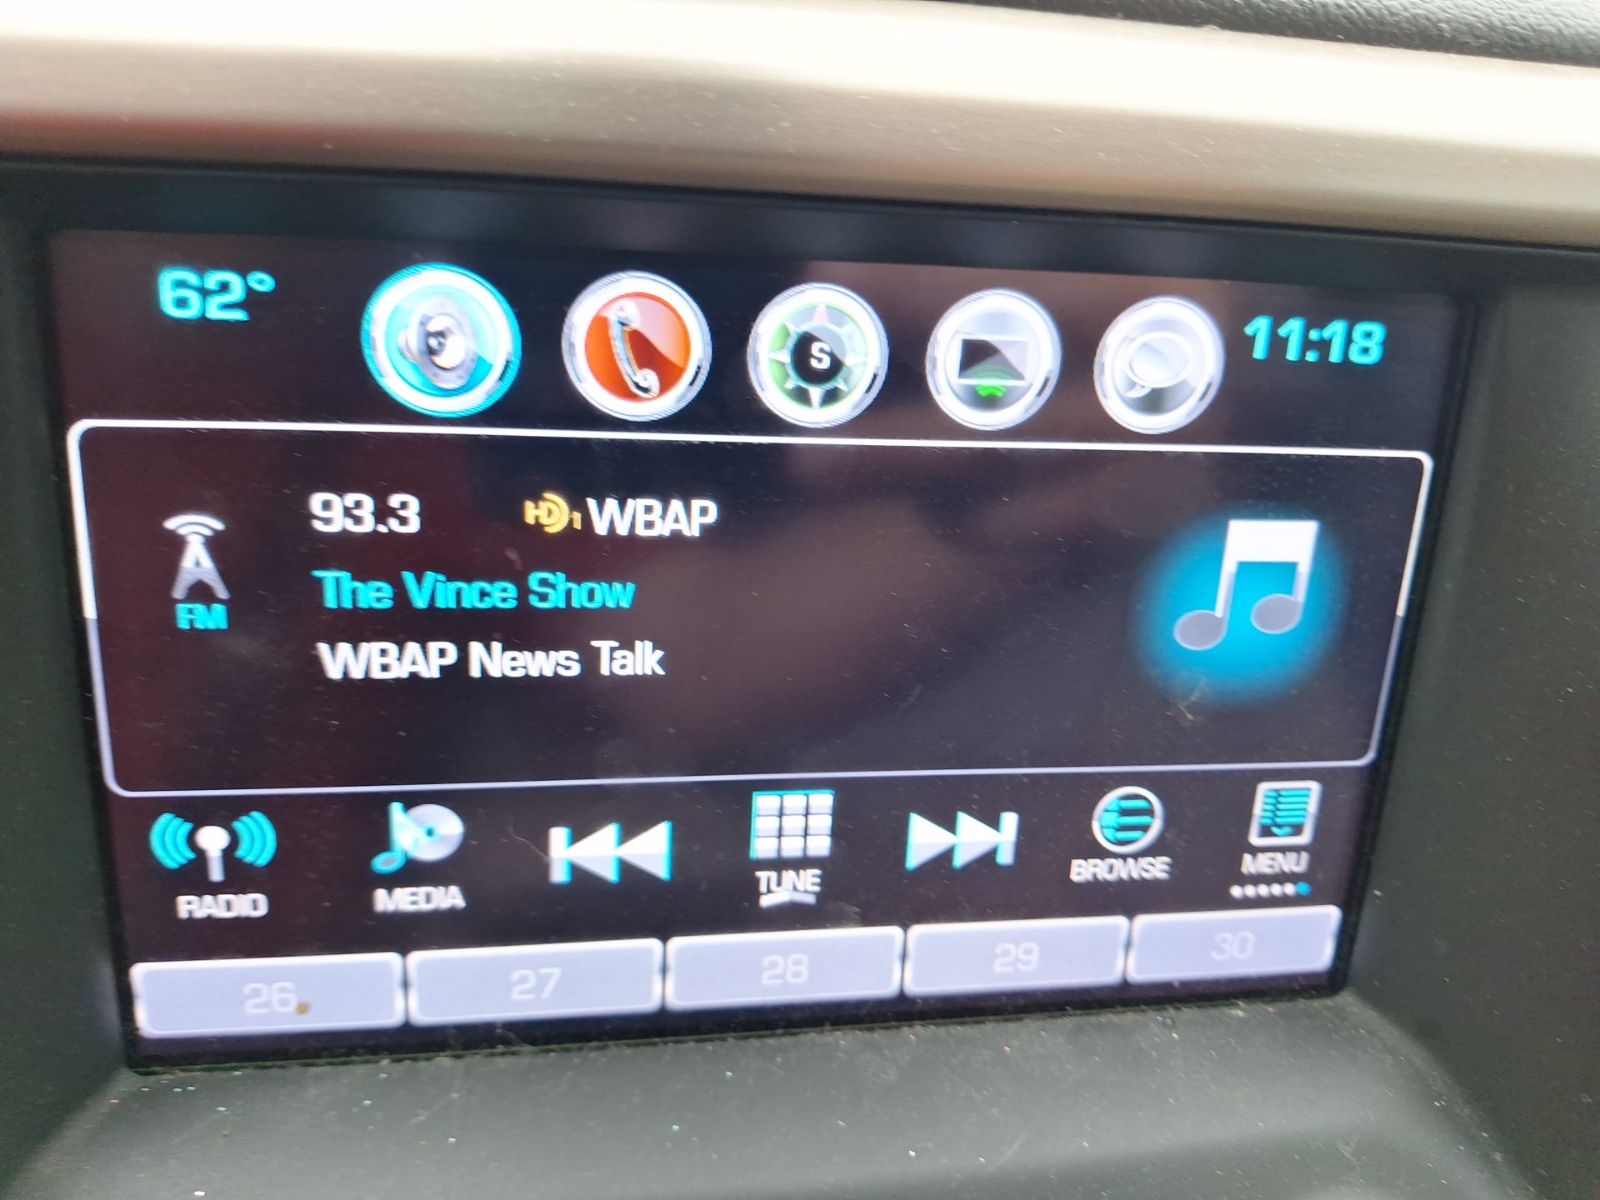 62°
S
11:18
93.3 HD1 WBAP
FM
The Vince Show
WBAP News Talk
RADIO
MEDIA
TUNE
BROWSE
MENU
26 27 28 29 30